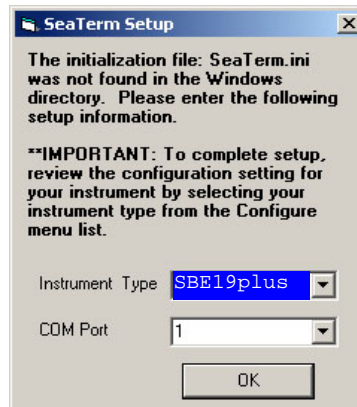 SeaTerm Setup
The initialization file: SeaTerm.ini
was not found in the Windows
directory. Please enter the following
setup information.
**IMPORTANT: To complete setup,
review the configuration setting for
your instrument by selecting your
instrument type from the Configure
menu list.
Instrument Type SBE19plus
COM Port 1
OK